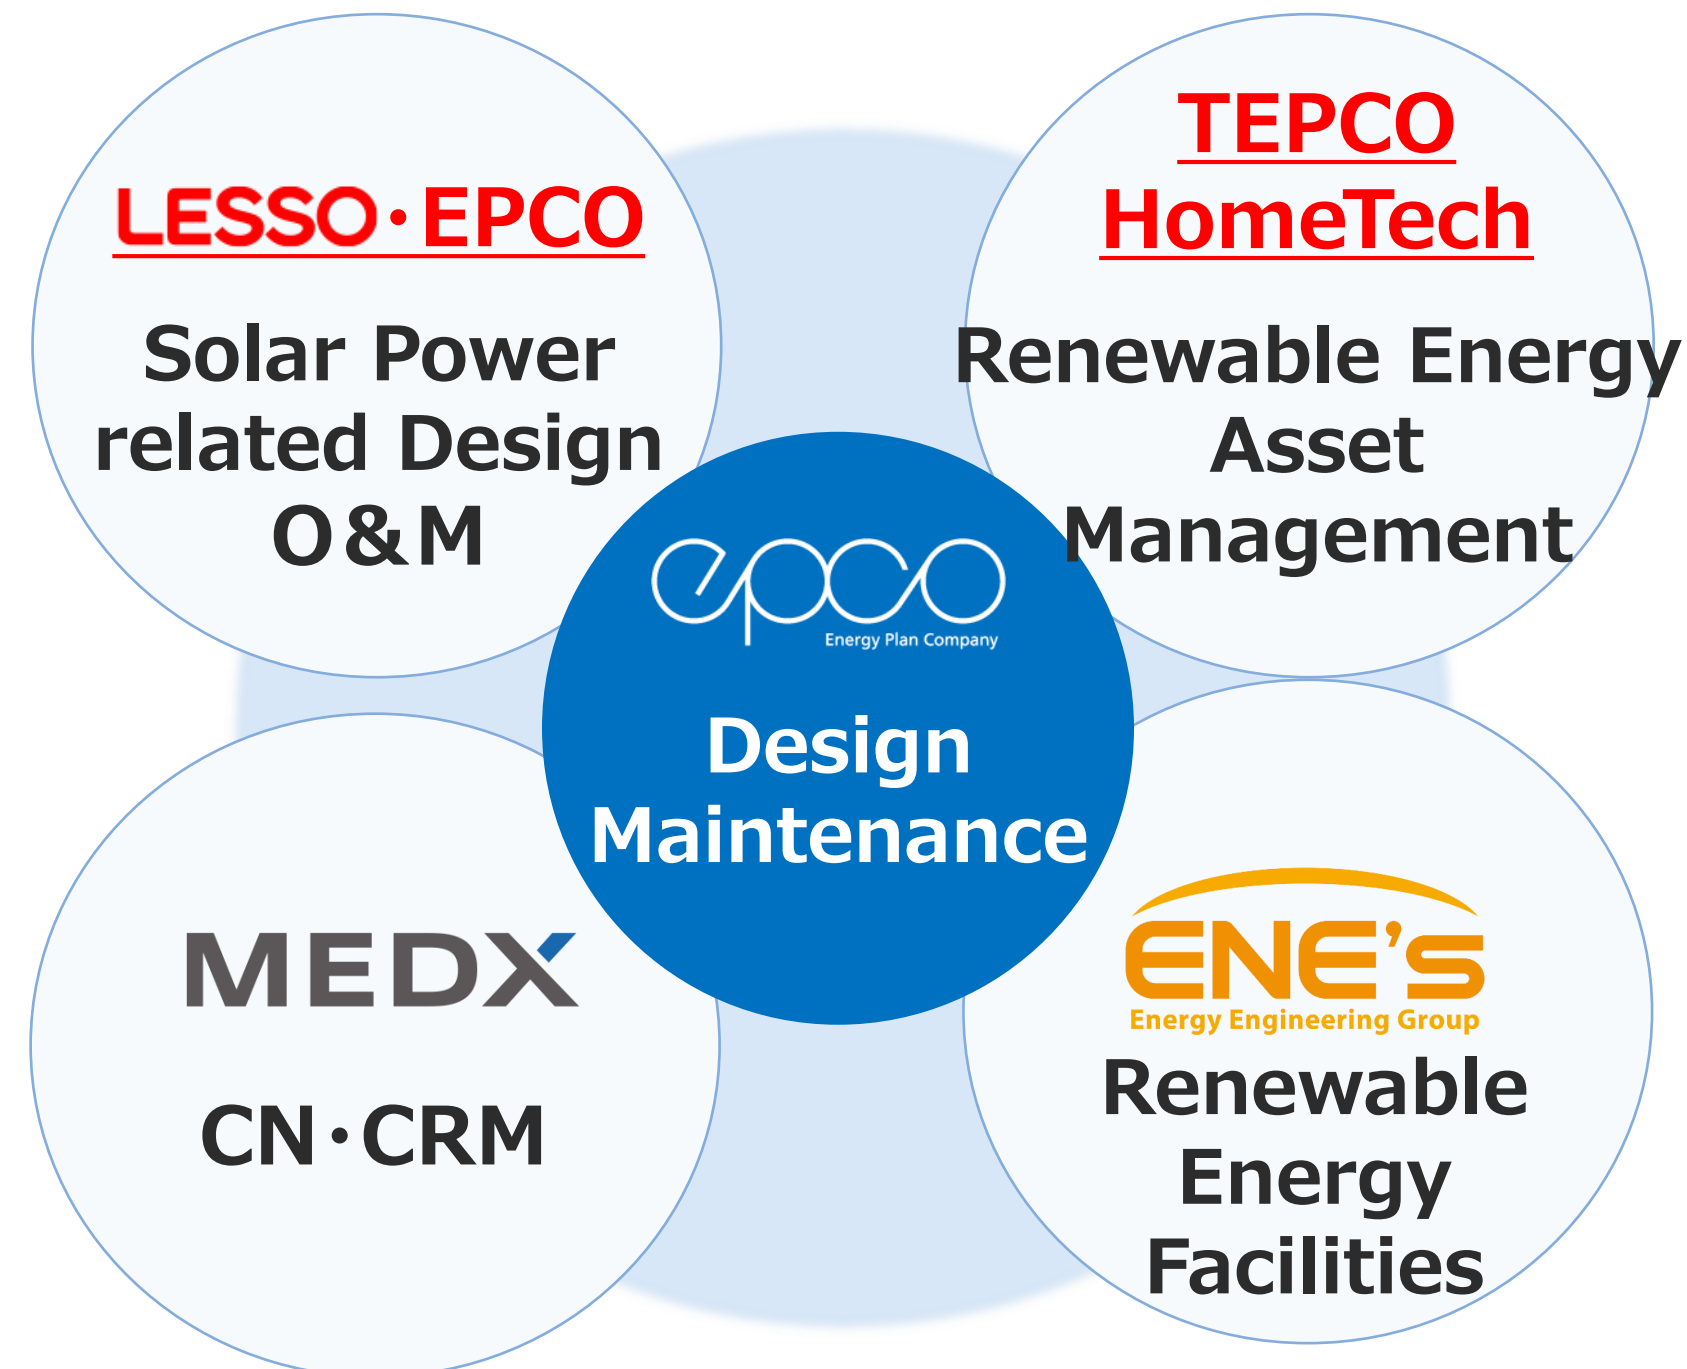 LESSO・EPCO
Solar Power
related Design
O&M
TEPCO
HomeTech
Renewable Energy
Asset
Management
epco
Energy Plan Company
Design
Maintenance
MEDX
CN・CRM
ENE's
Energy Engineering Group
Renewable
Energy
Facilities